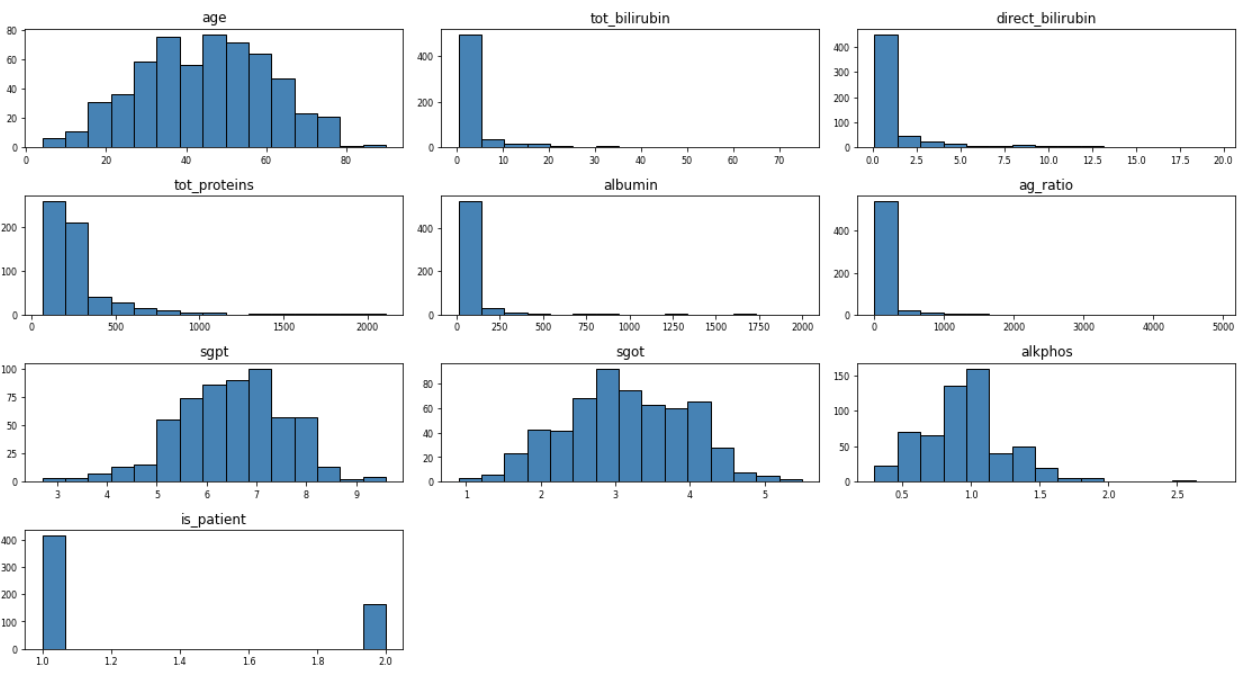 age
80
60
40
20
0
0 20 40 60 80
tot_bilirubin
400
200
0
0 10 20 30 40 50 60 70
direct_bilirubin
400
300
200
100
0
0.0 2.5 5.0 7.5 10.0 12.5 15.0 17.5 20.0
tot_proteins
200
100
0
0 500 1000 1500 2000
albumin
400
200
0
0 250 500 750 1000 1250 1500 1750 2000
ag_ratio
400
200
0
0 1000 2000 3000 4000 5000
sgpt
100
75
50
25
0
3 4 5 6 7 8 9
sgot
80
60
40
20
0
1 2 3 4 5
alkphos
150
100
50
0
0.5 1.0 1.5 2.0 2.5
is_patient
400
300
200
100
0
1.0 1.2 1.4 1.6 1.8 2.0